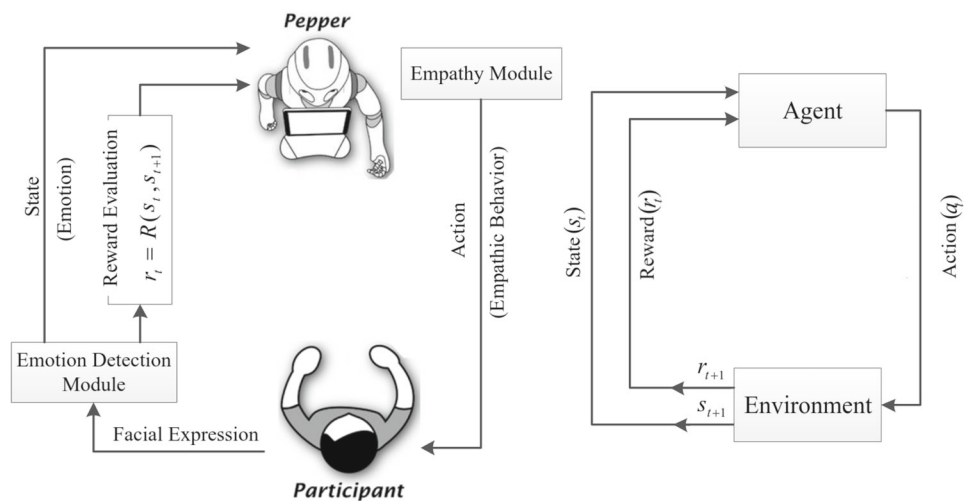 Pepper
Empathy Module
State
(Emotion)
Reward Evaluation
r_t = R(s_t, s_{t+1})
Action
(Empathic Behavior)
Emotion Detection
Module
Facial Expression
Participant
Agent
State(s_t)
Reward(r_t)
Action(a_t)
r_{t+1}
s_{t+1}
Environment